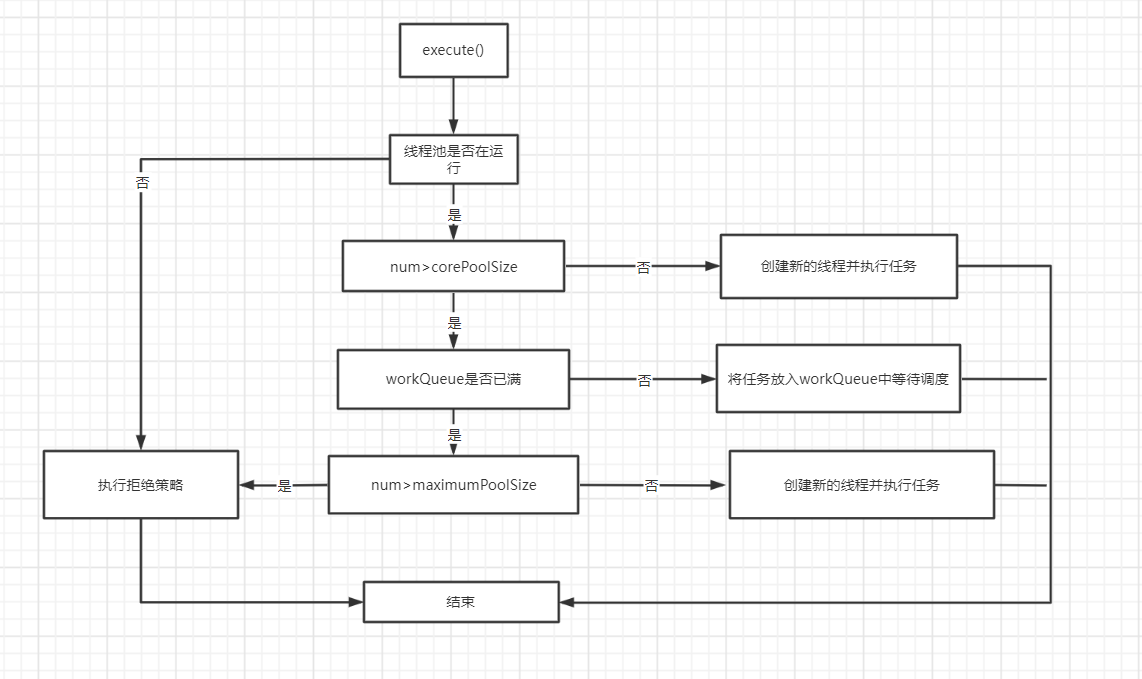 execute()
线程池是否在运
行
否
是
num>corePoolSize
否
创建新的线程并执行任务
是
workQueue是否已满
否
将任务放入workQueue中等待调度
是
执行拒绝策略
是
num>maximumPoolSize
否
创建新的线程并执行任务
结束